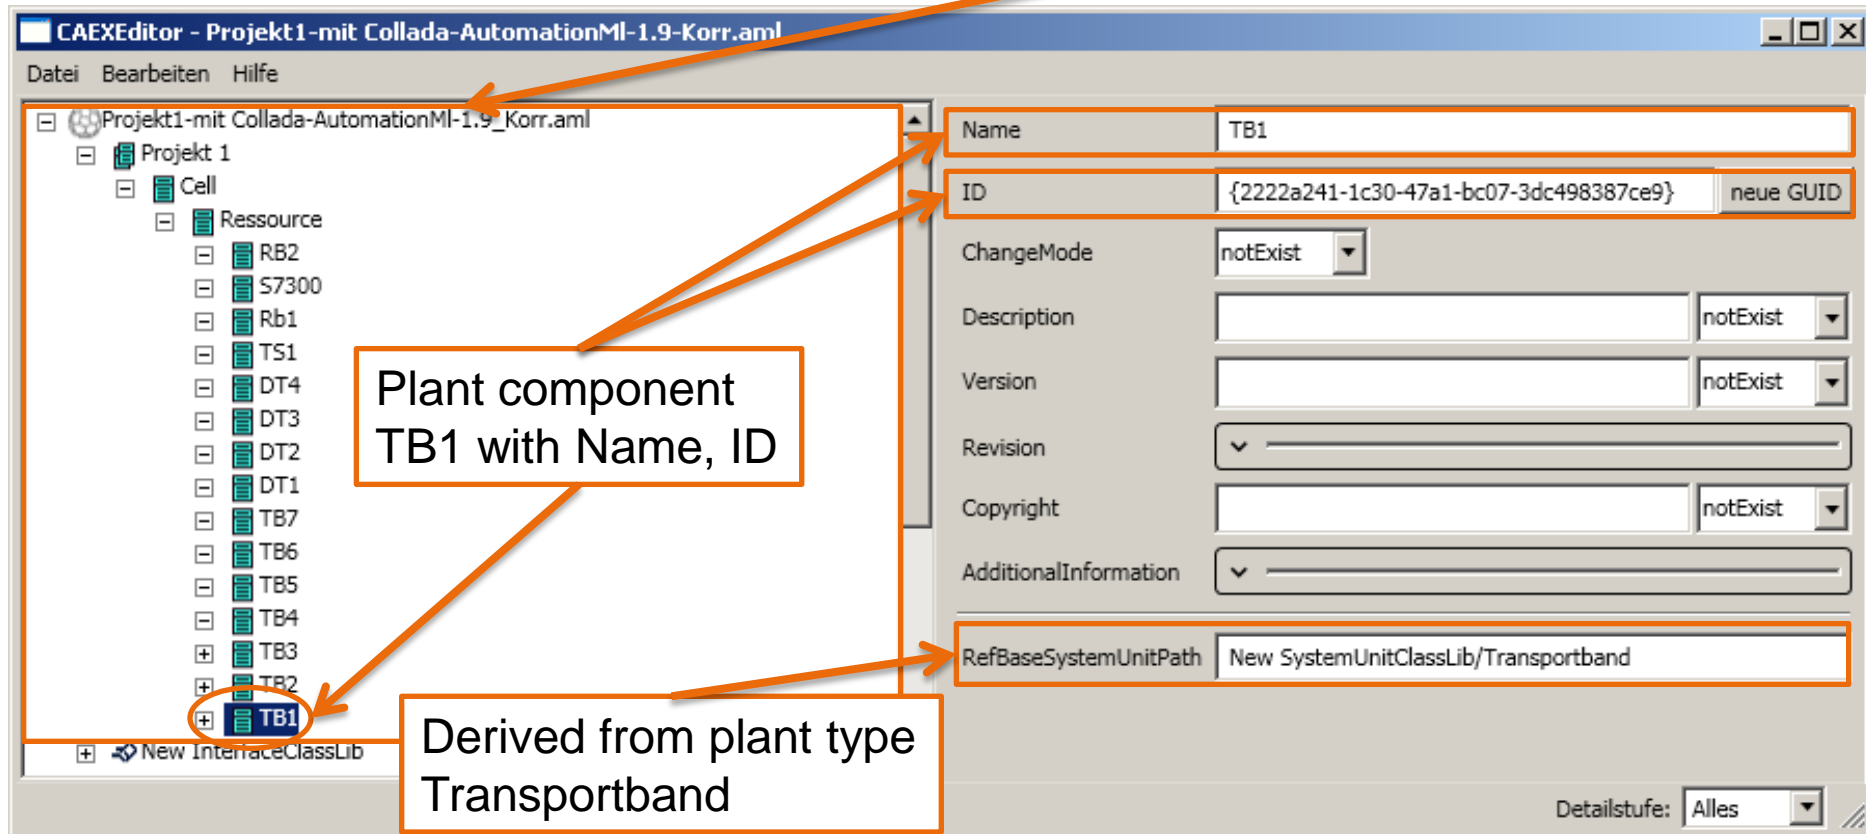 CAEXEditor - Projekt1-mit Collada-AutomationMl-1.9-Korr.aml
Datei Bearbeiten Hilfe
Projekt1-mit Collada-AutomationMl-1.9_Korr.aml
Projekt 1
Cell
Ressource
RB2
S7300
Rb1
TS1
DT4
DT3
DT2
DT1
TB7
TB6
TB5
TB4
TB3
TB2
TB1
New InterfaceClassLib
Plant component
TB1 with Name, ID
Derived from plant type
Transportband
Name TB1
ID {2222a241-1c30-47a1-bc07-3dc498387ce9} neue GUID
ChangeMode notExist
Description notExist
Version notExist
Revision
Copyright notExist
AdditionalInformation
RefBaseSystemUnitPath New SystemUnitClassLib/Transportband
Detailstufe: Alles